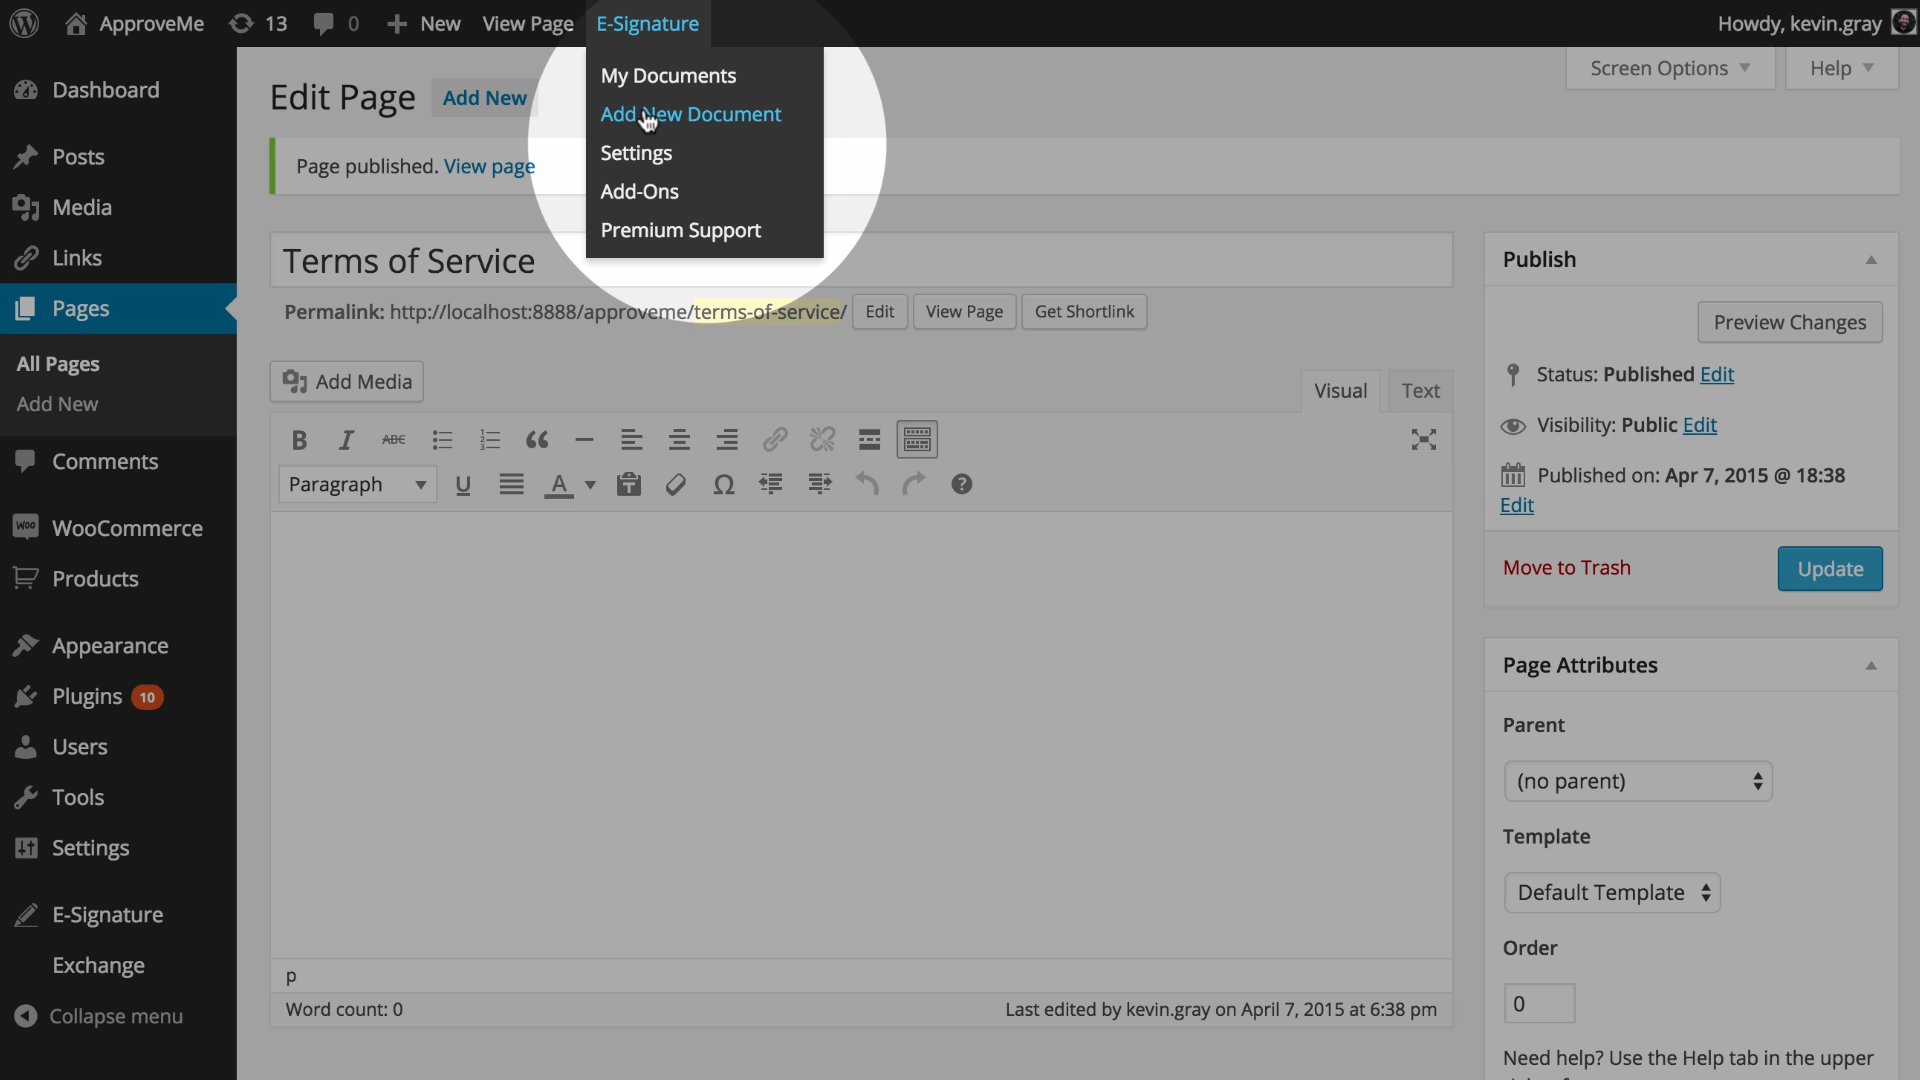 ApproveMe 13 0 New View Page E-Signature Howdy, kevin.gray
My Documents
Add New Document
Settings
Add-Ons
Premium Support
Screen Options Help
Dashboard
Posts
Media
Links
Pages
All Pages
Add New
Comments
WooCommerce
Products
Appearance
Plugins 10
Users
Tools
Settings
E-Signature
Exchange
Collapse menu
Edit Page Add New
Page published. View page
Terms of Service
Permalink: http://localhost:8888/approveme/terms-of-service/ Edit View Page Get Shortlink
Add Media
Visual Text
B I ABC
Paragraph U A Ω
p
Word count: 0 Last edited by kevin.gray on April 7, 2015 at 6:38 pm
Publish
Preview Changes
Status: Published Edit
Visibility: Public Edit
Published on: Apr 7, 2015 @ 18:38
Edit
Move to Trash Update
Page Attributes
Parent
(no parent)
Template
Default Template
Order
0
Need help? Use the Help tab in the upper